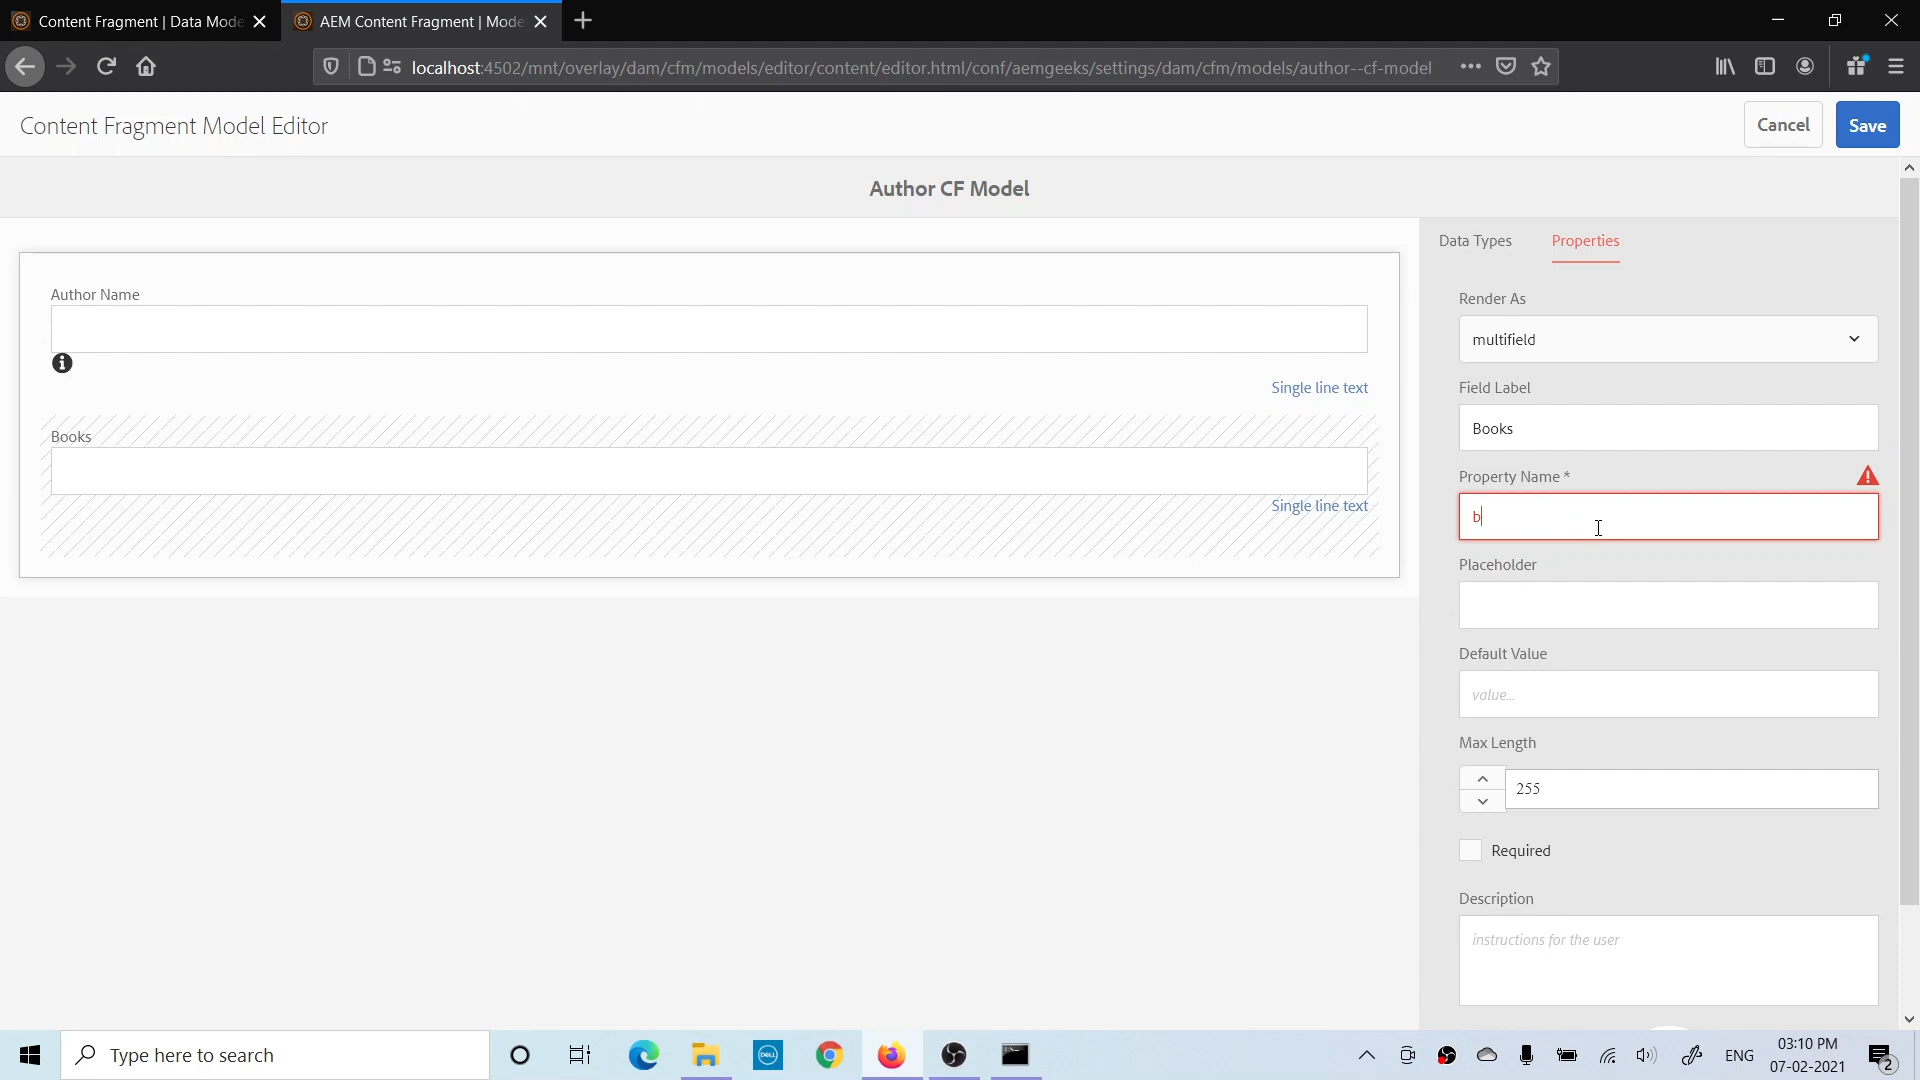 Content Fragment | Data Mode
AEM Content Fragment | Mode
localhost:4502/mnt/overlay/dam/cfm/models/editor/content/editor.html/conf/aemgeeks/settings/dam/cfm/models/author--cf-model
Content Fragment Model Editor
Cancel
Save
Author CF Model
Data Types
Properties
Author Name
Single line text
Books
Single line text
Render As
multifield
Field Label
Books
Property Name *
b
Placeholder
Default Value
value...
Max Length
255
Required
Description
instructions for the user
Type here to search
DELL
ENG
03:10 PM
07-02-2021
2